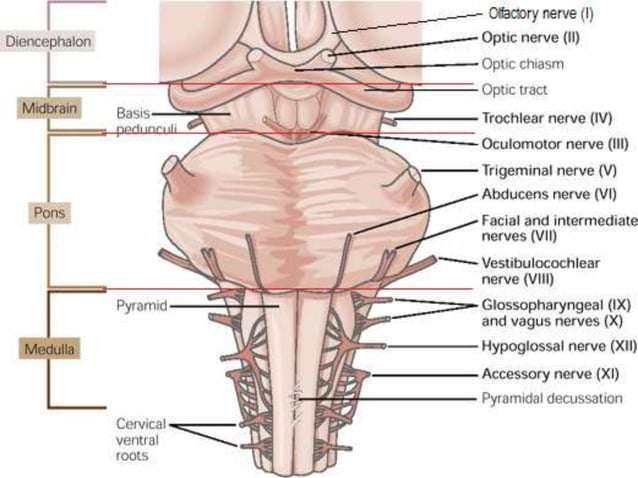 Diencephalon
Midbrain
Pons
Medulla
Basis
pedunculi
Pyramid
Cervical
ventral
roots
Olfactory nerve (I)
Optic nerve (II)
Optic chiasm
Optic tract
Trochlear nerve (IV)
Oculomotor nerve (III)
Trigeminal nerve (V)
Abducens nerve (VI)
Facial and intermediate
nerves (VII)
Vestibulocochlear
nerve (VIII)
Glossopharyngeal (IX)
and vagus nerves (X)
Hypoglossal nerve (XII)
Accessory nerve (XI)
Pyramidal decussation